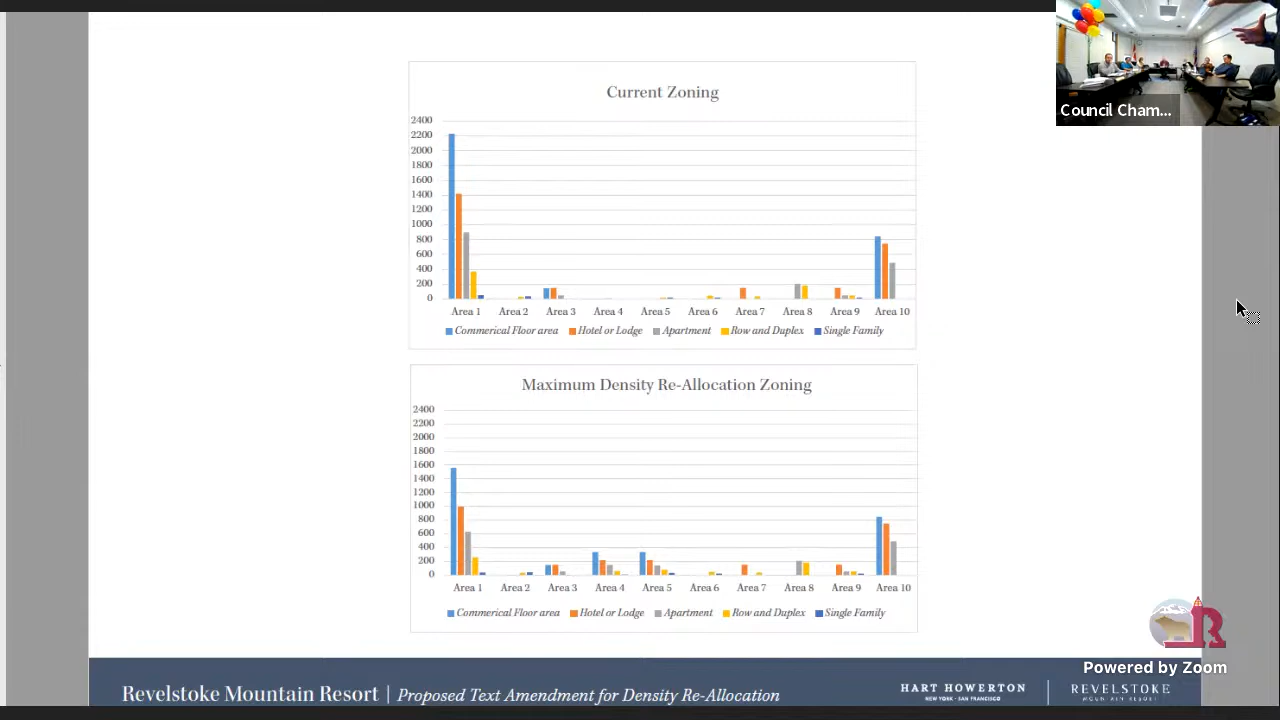 Council Cham...
Current Zoning
2400
2200
2000
1800
1600
1400
1200
1000
800
600
400
200
0
Area 1 Area 2 Area 3 Area 4 Area 5 Area 6 Area 7 Area 8 Area 9 Area 10
Commerical Floor area Hotel or Lodge Apartment Row and Duplex Single Family
Maximum Density Re-Allocation Zoning
2400
2200
2000
1800
1600
1400
1200
1000
800
600
400
200
0
Area 1 Area 2 Area 3 Area 4 Area 5 Area 6 Area 7 Area 8 Area 9 Area 10
Commerical Floor area Hotel or Lodge Apartment Row and Duplex Single Family
R
Powered by Zoom
Revelstoke Mountain Resort | Proposed Text Amendment for Density Re-Allocation
HART HOWERTON
NEW YORK · SAN FRANCISCO
REVELSTOKE
MOUNTAIN RESORT